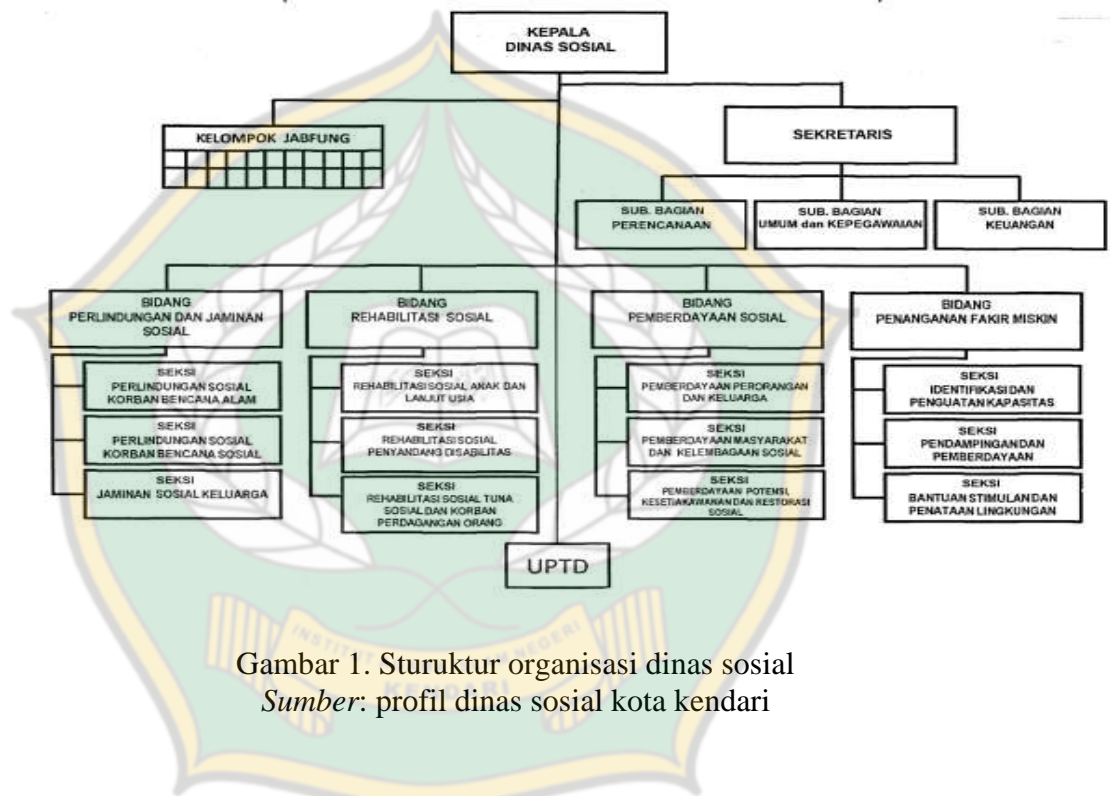 KEPALA
DINAS SOSIAL
KELOMPOK JABFUNG
SEKRETARIS
SUB. BAGIAN
PERENCANAAN
SUB. BAGIAN
UMUM dan KEPEGAWAIAN
SUB. BAGIAN
KEUANGAN
BIDANG
PERLINDUNGAN DAN JAMINAN
SOSIAL
SEKSI
PERLINDUNGAN SOSIAL
KORBAN BENCANA ALAM
SEKSI
PERLINDUNGAN SOSIAL
KORBAN BENCANA SOSIAL
SEKSI
JAMINAN SOSIAL KELUARGA
BIDANG
REHABILITASI SOSIAL
SEKSI
REHABILITASI SOSIAL ANAK DAN
LANJUT USIA
SEKSI
REHABILITASI SOSIAL
PENYANDANG DISABILITAS
SEKSI
REHABILITASI SOSIAL TUNA
SOSIAL DAN KORBAN
PERDAGANGAN ORANG
BIDANG
PEMBERDAYAAN SOSIAL
SEKSI
PEMBERDAYAAN PERORANGAN
DAN KELUARGA
SEKSI
PEMBERDAYAAN MASYARAKAT
DAN KELEMBAGAAN SOSIAL
SEKSI
PEMBERDAYAAN POTENSI,
KESETIAKAWANAN DAN RESTORASI
SOSIAL
BIDANG
PENANGANAN FAKIR MISKIN
SEKSI
IDENTIFIKASI DAN
PENGUATAN KAPASITAS
SEKSI
PENDAMPINGAN DAN
PEMBERDAYAAN
SEKSI
BANTUAN STIMULAN DAN
PENATAAN LINGKUNGAN
UPTD
INSTITUT NEGERI
KENDARI
Gambar 1. Sturuktur organisasi dinas sosial
Sumber: profil dinas sosial kota kendari